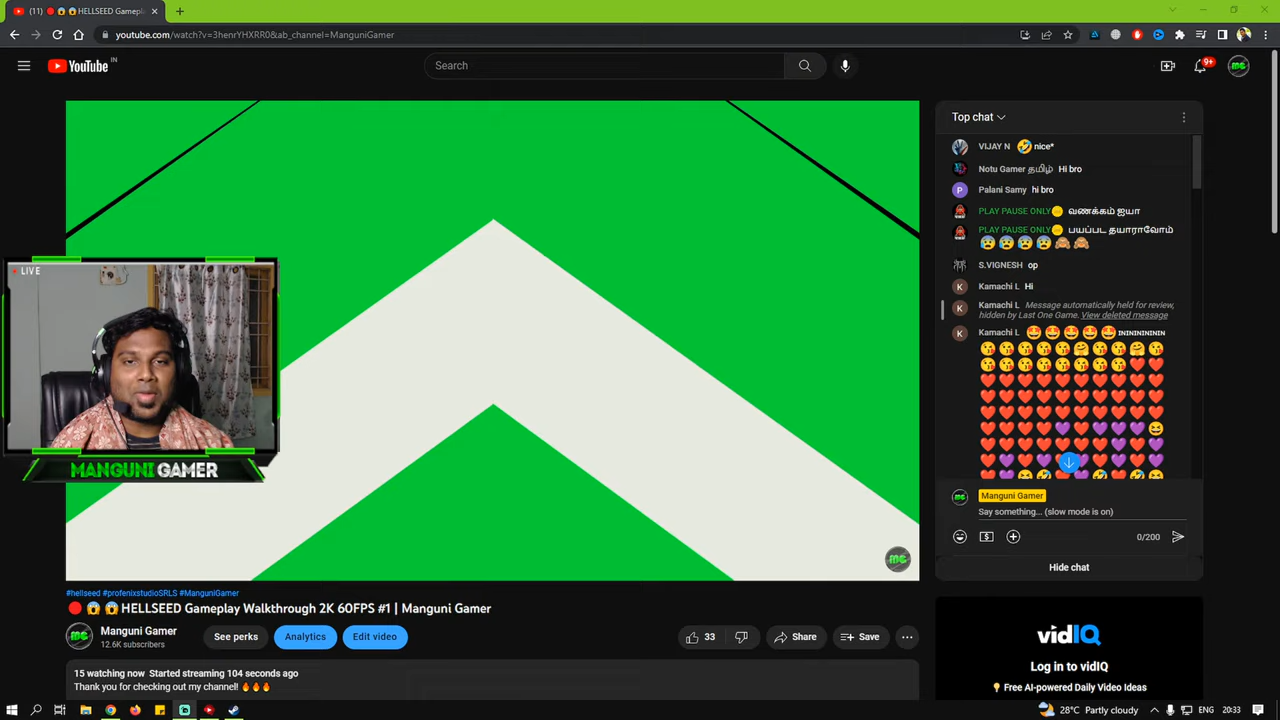 (11) 🔴 😱 😱 HELLSEED Gamepl
youtube.com/watch?v=3henrYHXRR0&ab_channel=ManguniGamer
YouTube IN
Search
9+
LIVE
MANGUNI GAMER
Top chat
VIJAY N 🤣 nice*
Notu Gamer தமிழ் Hi bro
Palani Samy hi bro
PLAY PAUSE ONLY வணக்கம் ஐயா
PLAY PAUSE ONLY பயப்பட தயாராவோம்
😰 😰 😰 😰 🙈 🙈
S.VIGNESH op
Kamachi L Hi
Kamachi L Message automatically held for review,
hidden by Last One Game. View deleted message
Kamachi L 🤩 🤩 🤩 🤩 🤩 ɪɴɪɴɪɴɪɴɪɴ
Manguni Gamer
Say something... (slow mode is on)
0/200
Hide chat
#hellseed #profenixstudioSRLS #ManguniGamer
🔴 😱 😱 HELLSEED Gameplay Walkthrough 2K 60FPS #1 | Manguni Gamer
Manguni Gamer
12.6K subscribers
See perks
Analytics
Edit video
33
Share
Save
15 watching now Started streaming 104 seconds ago
Thank you for checking out my channel! 🔥🔥🔥
vidIQ
Log in to vidIQ
💡 Free AI-powered Daily Video Ideas
28°C Partly cloudy
ENG
20:33